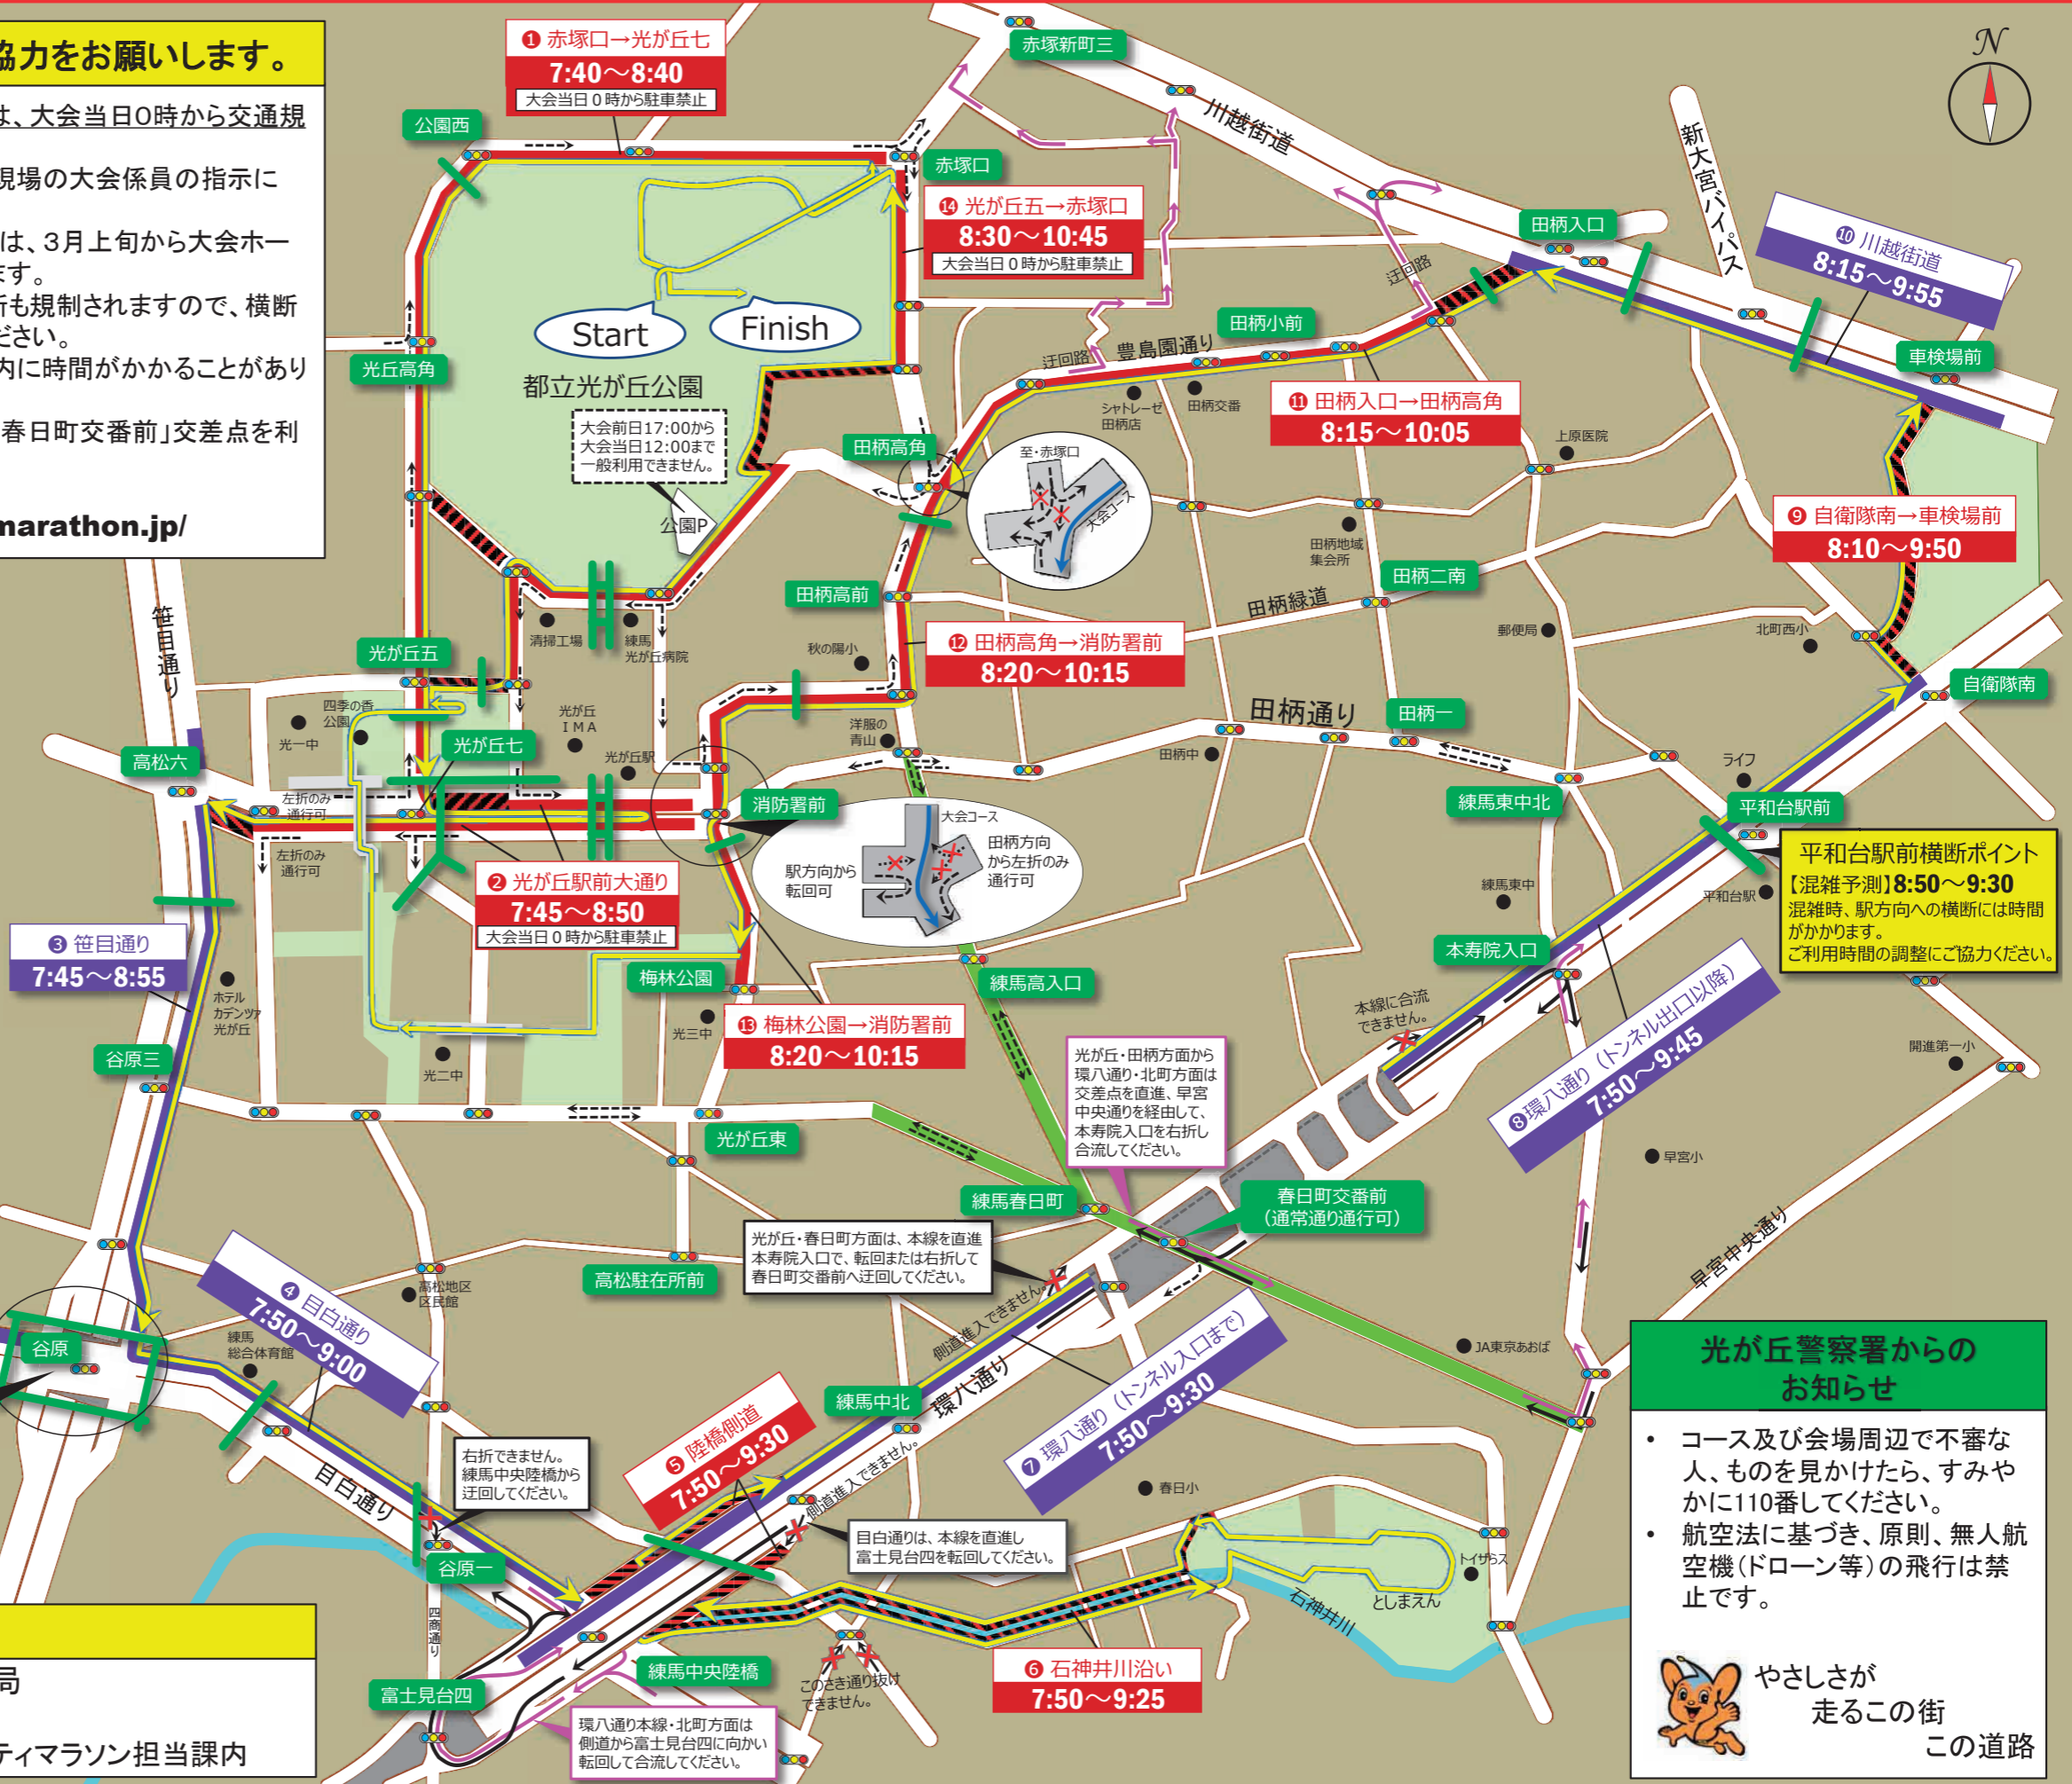 協力をお願いします。
は、大会当日0時から交通規
現場の大会係員の指示に
は、3月上旬から大会ホー
ます。
所も規制されますので、横断
ださい。
内に時間がかかることがあり
春日町交番前」交差点を利
marathon.jp/
❶ 赤塚口→光が丘七
7:40～8:40
大会当日０時から駐車禁止
赤塚新町三
N
公園西
川越街道
赤塚口
新大宮バイパス
⓮ 光が丘五→赤塚口
8:30～10:45
大会当日０時から駐車禁止
田柄入口
❿ 川越街道
8:15～9:55
迂回路
Start
Finish
田柄小前
豊島園通り
迂回路
車検場前
光丘高角
都立光が丘公園
大会前日17:00から
大会当日12:00まで
一般利用できません。
公園P
シャトレーゼ
田柄店
田柄交番
⓫ 田柄入口→田柄高角
8:15～10:05
上原医院
田柄高角
至・赤塚口
大会コース
❾ 自衛隊南→車検場前
8:10～9:50
田柄地域
集会所
田柄二南
田柄高前
田柄緑道
笹目通り
清掃工場
練馬
光が丘病院
秋の陽小
⓬ 田柄高角→消防署前
8:20～10:15
郵便局
北町西小
光が丘五
自衛隊南
四季の香
公園
光一中
光が丘
IMA
洋服の
青山
田柄通り
田柄一
光が丘七
高松六
光が丘駅
田柄中
ライフ
左折のみ
通行可
消防署前
練馬東中北
平和台駅前
左折のみ
通行可
大会コース
駅方向から
転回可
田柄方向
から左折のみ
通行可
平和台駅前横断ポイント
【混雑予測】8:50～9:30
混雑時、駅方向への横断には時間
がかかります。
ご利用時間の調整にご協力ください。
❷ 光が丘駅前大通り
7:45～8:50
大会当日０時から駐車禁止
練馬東中
平和台駅
❸ 笹目通り
7:45～8:55
本寿院入口
梅林公園
練馬高入口
ホテル
カデンツァ
光が丘
本線に合流
できません。
光三中
⓭ 梅林公園→消防署前
8:20～10:15
谷原三
光二中
❽環八通り（トンネル出口以降）
7:50～9:45
開進第一小
光が丘・田柄方面から
環八通り・北町方面は
交差点を直進、早宮
中央通りを経由して、
本寿院入口を右折し
合流してください。
光が丘東
早宮小
練馬春日町
春日町交番前
（通常通り通行可）
早宮中央通り
光が丘・春日町方面は、本線を直進
本寿院入口で、転回または右折して
春日町交番前へ迂回してください。
高松駐在所前
❹ 目白通り
7:50～9:00
高松地区
区民館
谷原
練馬
総合体育館
側道進入できません。
環八通り
❼ 環八通り（トンネル入口まで）
7:50～9:30
JA東京あおば
光が丘警察署からの
お知らせ
• コース及び会場周辺で不審な
人、ものを見かけたら、すみや
かに110番してください。
• 航空法に基づき、原則、無人航
空機（ドローン等）の飛行は禁
止です。
やさしさが
走るこの街
この道路
練馬中北
❺ 陸橋側道
7:50～9:30
右折できません。
練馬中央陸橋から
迂回してください。
目白通り
側道進入できません。
春日小
目白通りは、本線を直進し
富士見台四を転回してください。
谷原一
トイザらス
としまえん
石神井川
四商通り
練馬中央陸橋
このさき通り抜け
できません。
❻ 石神井川沿い
7:50～9:25
富士見台四
環八通り本線・北町方面は
側道から富士見台四に向かい
転回して合流してください。
局
ティマラソン担当課内